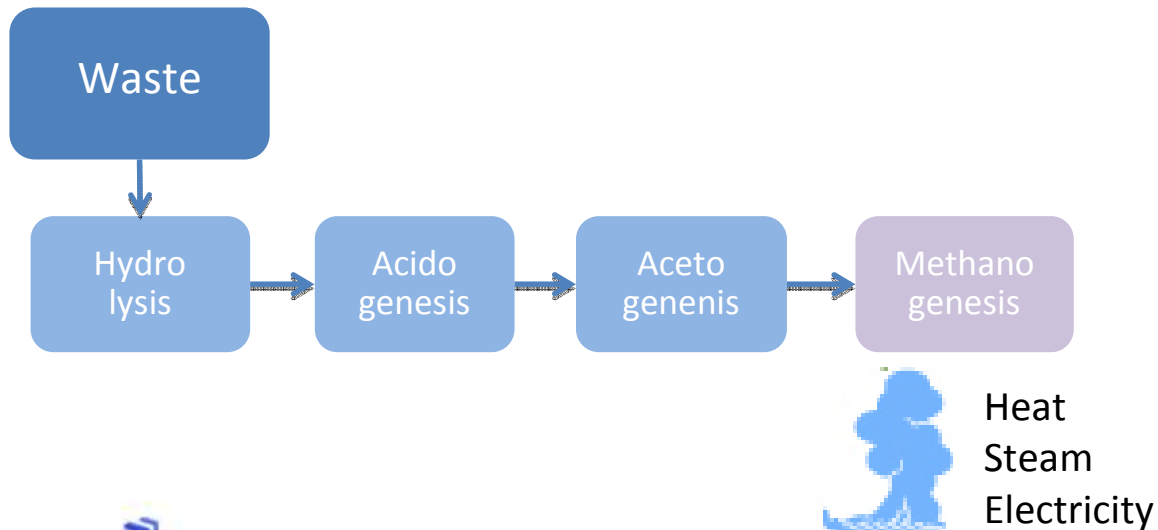 Waste
Hydro
lysis
Acido
genesis
Aceto
genenis
Methano
genesis
Heat
Steam
Electricity